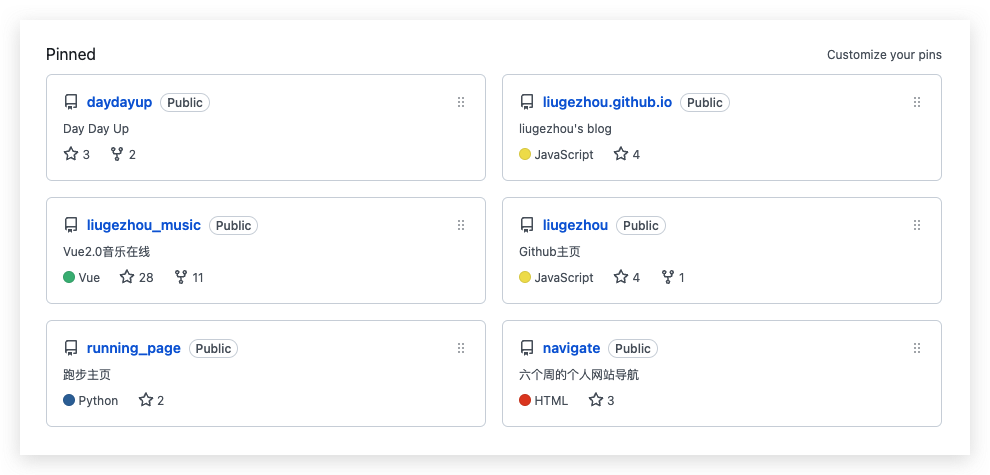 Pinned
Customize your pins
daydayup Public
Day Day Up
3 2
liugezhou.github.io Public
liugezhou's blog
JavaScript 4
liugezhou_music Public
Vue2.0音乐在线
Vue 28 11
liugezhou Public
Github主页
JavaScript 4 1
running_page Public
跑步主页
Python 2
navigate Public
六个周的个人网站导航
HTML 3